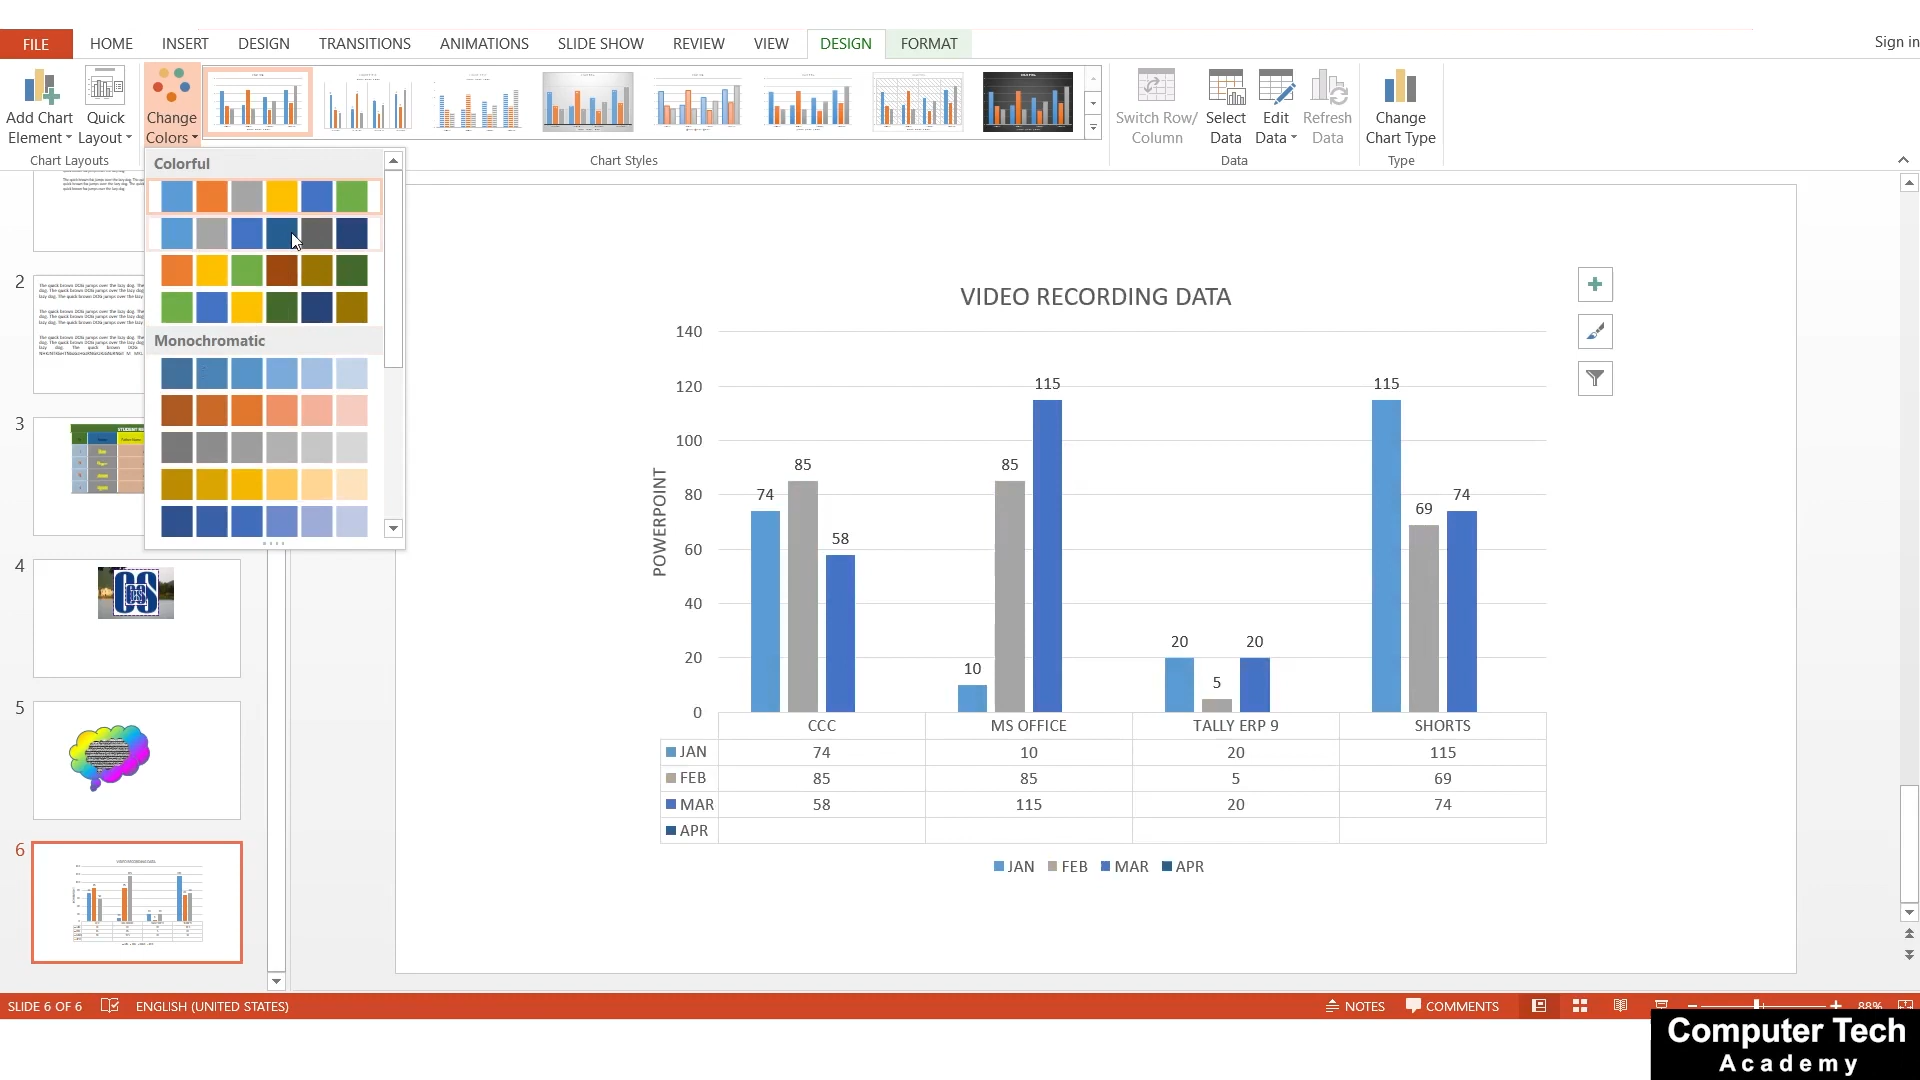 FILE HOME INSERT DESIGN TRANSITIONS ANIMATIONS SLIDE SHOW REVIEW VIEW DESIGN FORMAT Sign in
Add Chart Element
Quick Layout
Change Colors
Switch Row/ Column
Select Data
Edit Data
Refresh Data
Change Chart Type
Chart Layouts
Chart Styles
Data
Type
Colorful
Monochromatic
2
3
4
5
6
VIDEO RECORDING DATA
POWERPOINT
140
120
100
80
60
40
20
0
74 85 58
10 85 115
20 5 20
115 69 74
CCC MS OFFICE TALLY ERP 9 SHORTS
JAN 74 10 20 115
FEB 85 85 5 69
MAR 58 115 20 74
APR
JAN FEB MAR APR
SLIDE 6 OF 6 ENGLISH (UNITED STATES) NOTES COMMENTS 88%
Computer Tech
Academy